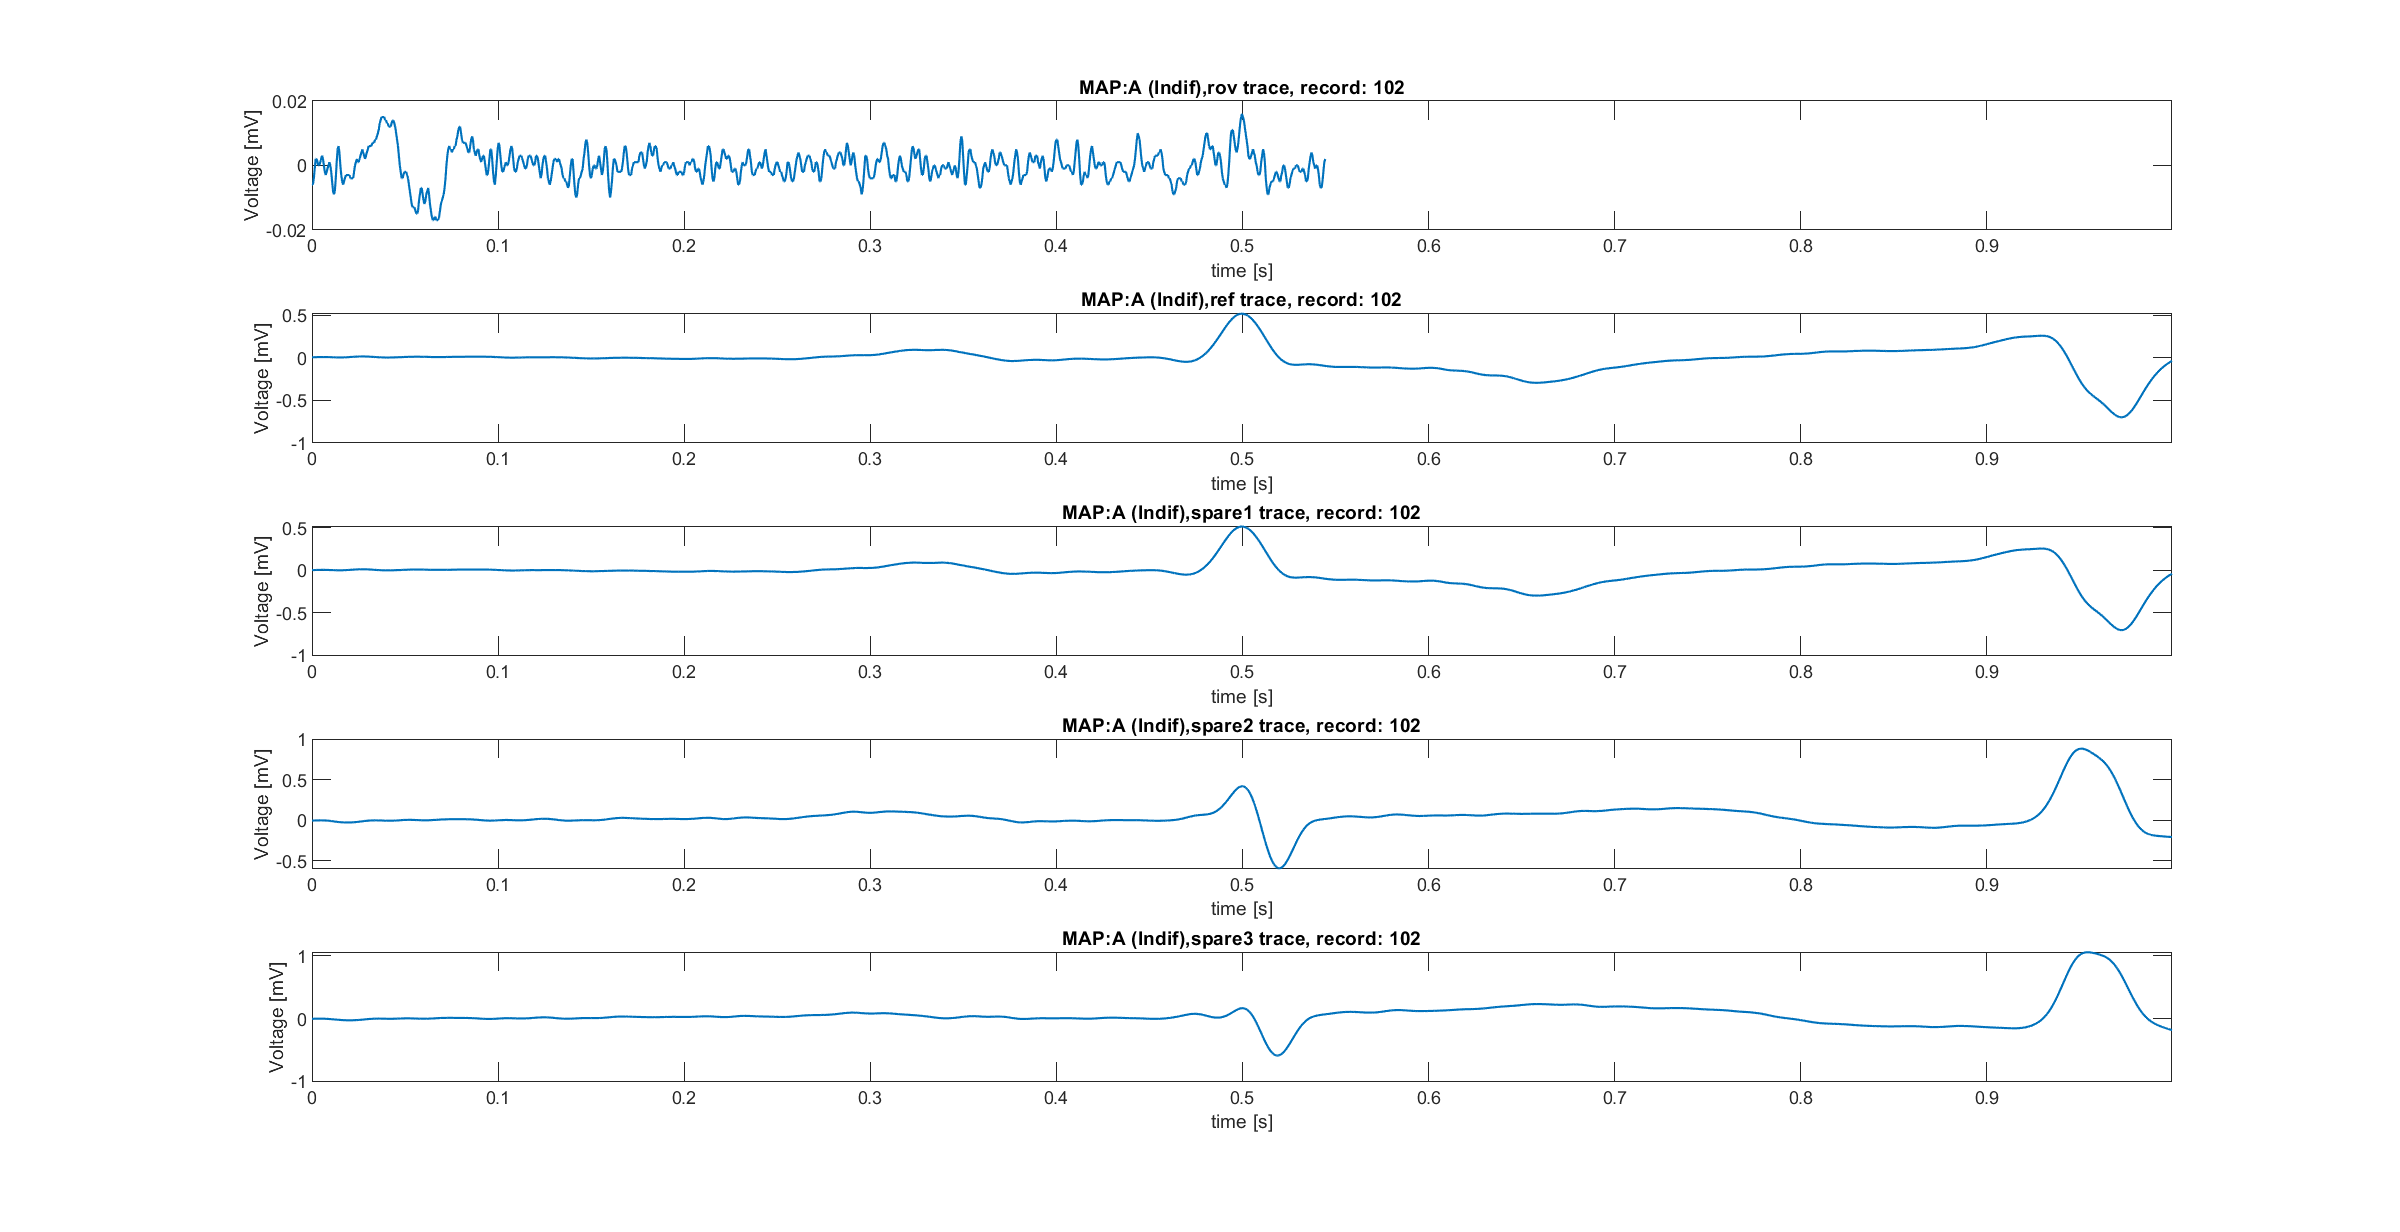 MAP:A (Indif),rov trace, record: 102
Voltage [mV]
0.02
0
-0.02
0 0.1 0.2 0.3 0.4 0.5 0.6 0.7 0.8 0.9
time [s]
MAP:A (Indif),ref trace, record: 102
Voltage [mV]
0.5
0
-0.5
-1
0 0.1 0.2 0.3 0.4 0.5 0.6 0.7 0.8 0.9
time [s]
MAP:A (Indif),spare1 trace, record: 102
Voltage [mV]
0.5
0
-0.5
-1
0 0.1 0.2 0.3 0.4 0.5 0.6 0.7 0.8 0.9
time [s]
MAP:A (Indif),spare2 trace, record: 102
Voltage [mV]
1
0.5
0
-0.5
0 0.1 0.2 0.3 0.4 0.5 0.6 0.7 0.8 0.9
time [s]
MAP:A (Indif),spare3 trace, record: 102
Voltage [mV]
1
0
-1
0 0.1 0.2 0.3 0.4 0.5 0.6 0.7 0.8 0.9
time [s]